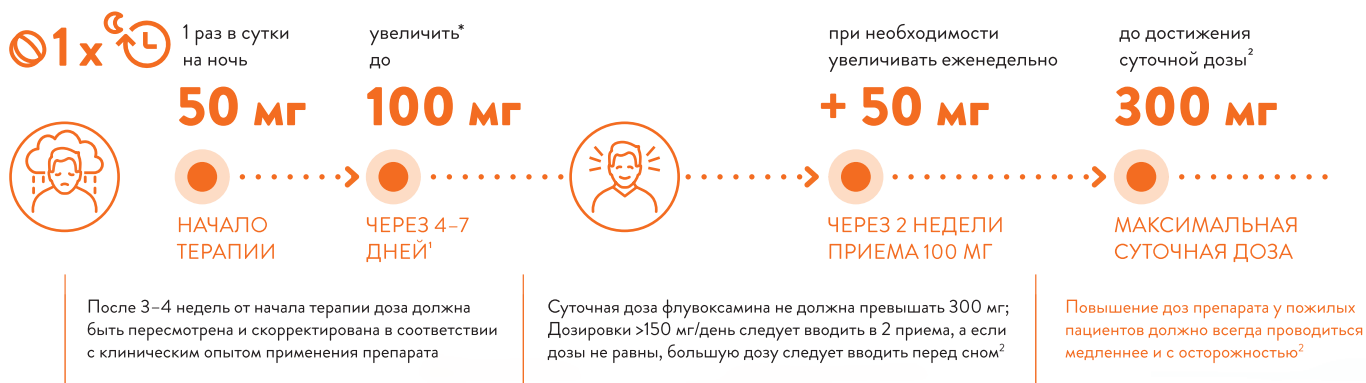 1 x
1 раз в сутки
на ночь
50 мг
НАЧАЛО
ТЕРАПИИ
увеличить*
до
100 мг
ЧЕРЕЗ 4–7
ДНЕЙ¹
при необходимости
увеличивать еженедельно
+ 50 мг
ЧЕРЕЗ 2 НЕДЕЛИ
ПРИЕМА 100 МГ
до достижения
суточной дозы²
300 мг
МАКСИМАЛЬНАЯ
СУТОЧНАЯ ДОЗА
После 3–4 недель от начала терапии доза должна
быть пересмотрена и скорректирована в соответствии
с клиническим опытом применения препарата
Суточная доза флувоксамина не должна превышать 300 мг;
Дозировки >150 мг/день следует вводить в 2 приема, а если
дозы не равны, большую дозу следует вводить перед сном²
Повышение доз препарата у пожилых
пациентов должно всегда проводиться
медленнее и с осторожностью²